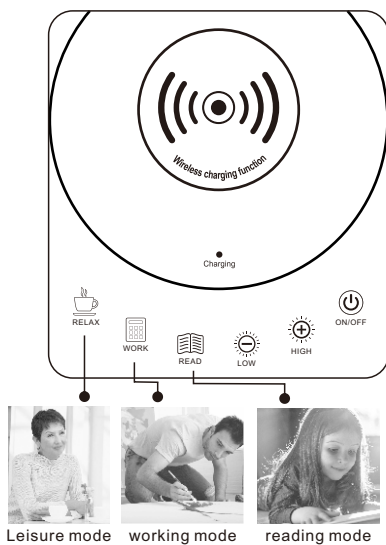 Wireless charging function
Charging
ON/OFF
RELAX
HIGH
WORK
READ
LOW
Leisure mode
working mode
reading mode